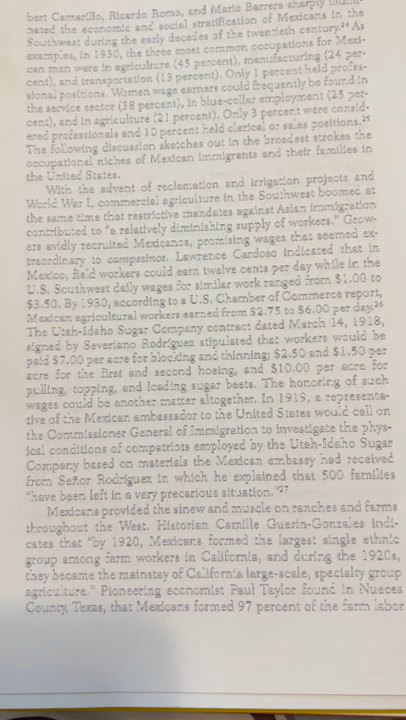 bert Camarillo, Ricardo Romo, and Mario Barrera sharply
nated the economic and social stratification of Mexicans in the
Southwest during the early decades of the twentieth century.²⁴ As
examples, in 1930, the three most common occupations for Mexi-
can men were in agriculture (45 percent), manufacturing (24 per-
cent), and transportation (13 percent). Only 1 percent held profes-
sional positions. Women wage earners could frequently be found in
the service sector (38 percent), in blue-collar employment (25 per-
cent), and in agriculture (21 percent). Only 3 percent were consid-
ered professionals and 10 percent held clerical or sales positions.²⁵
The following discussion sketches out in the broadest strokes the
occupational niches of Mexican immigrants and their families in
the United States.
With the advent of reclamation and irrigation projects and
World War I, commercial agriculture in the Southwest boomed at
the same time that restrictive mandates against Asian immigration
contributed to "a relatively diminishing supply of workers." Grow-
ers avidly recruited Mexicanos, promising wages that seemed ex-
traordinary to campesinos. Lawrence Cardoso indicated that in
Mexico, field workers could earn twelve cents per day while in the
U.S. Southwest daily wages for similar work ranged from $1.00 to
$3.50. By 1930, according to a U.S. Chamber of Commerce report,
Mexican agricultural workers earned from $2.75 to $6.00 per day.²⁶
The Utah-Idaho Sugar Company contract dated March 14, 1918,
signed by Severiano Rodríguez stipulated that workers would be
paid $7.00 per acre for blocking and thinning; $2.50 and $1.50 per
acre for the first and second hoeing, and $10.00 per acre for
pulling, topping, and loading sugar beets. The honoring of such
wages could be another matter altogether. In 1919, a representa-
tive of the Mexican ambassador to the United States would call on
the Commissioner General of Immigration to investigate the phys-
ical conditions of compatriots employed by the Utah-Idaho Sugar
Company based on materials the Mexican embassy had received
from Señor Rodríguez in which he explained that 500 families
"have been left in a very precarious situation."²⁷
Mexicans provided the sinew and muscle on ranches and farms
throughout the West. Historian Camille Guerin-Gonzales indi-
cates that "by 1920, Mexicans formed the largest single ethnic
group among farm workers in California, and during the 1920s,
they became the mainstay of California large-scale, specialty group
agriculture." Pioneering economist Paul Taylor found in Nueces
County, Texas, that Mexicans formed 97 percent of the farm labor